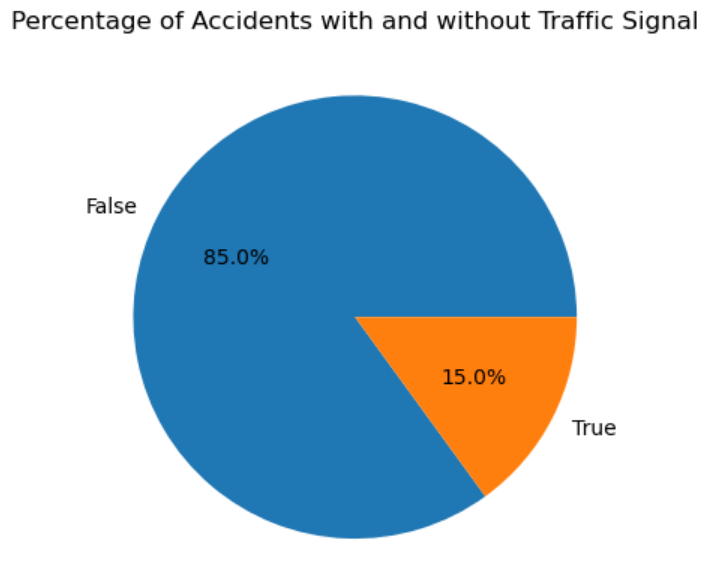 Percentage of Accidents with and without Traffic Signal
False
85.0%
15.0%
True